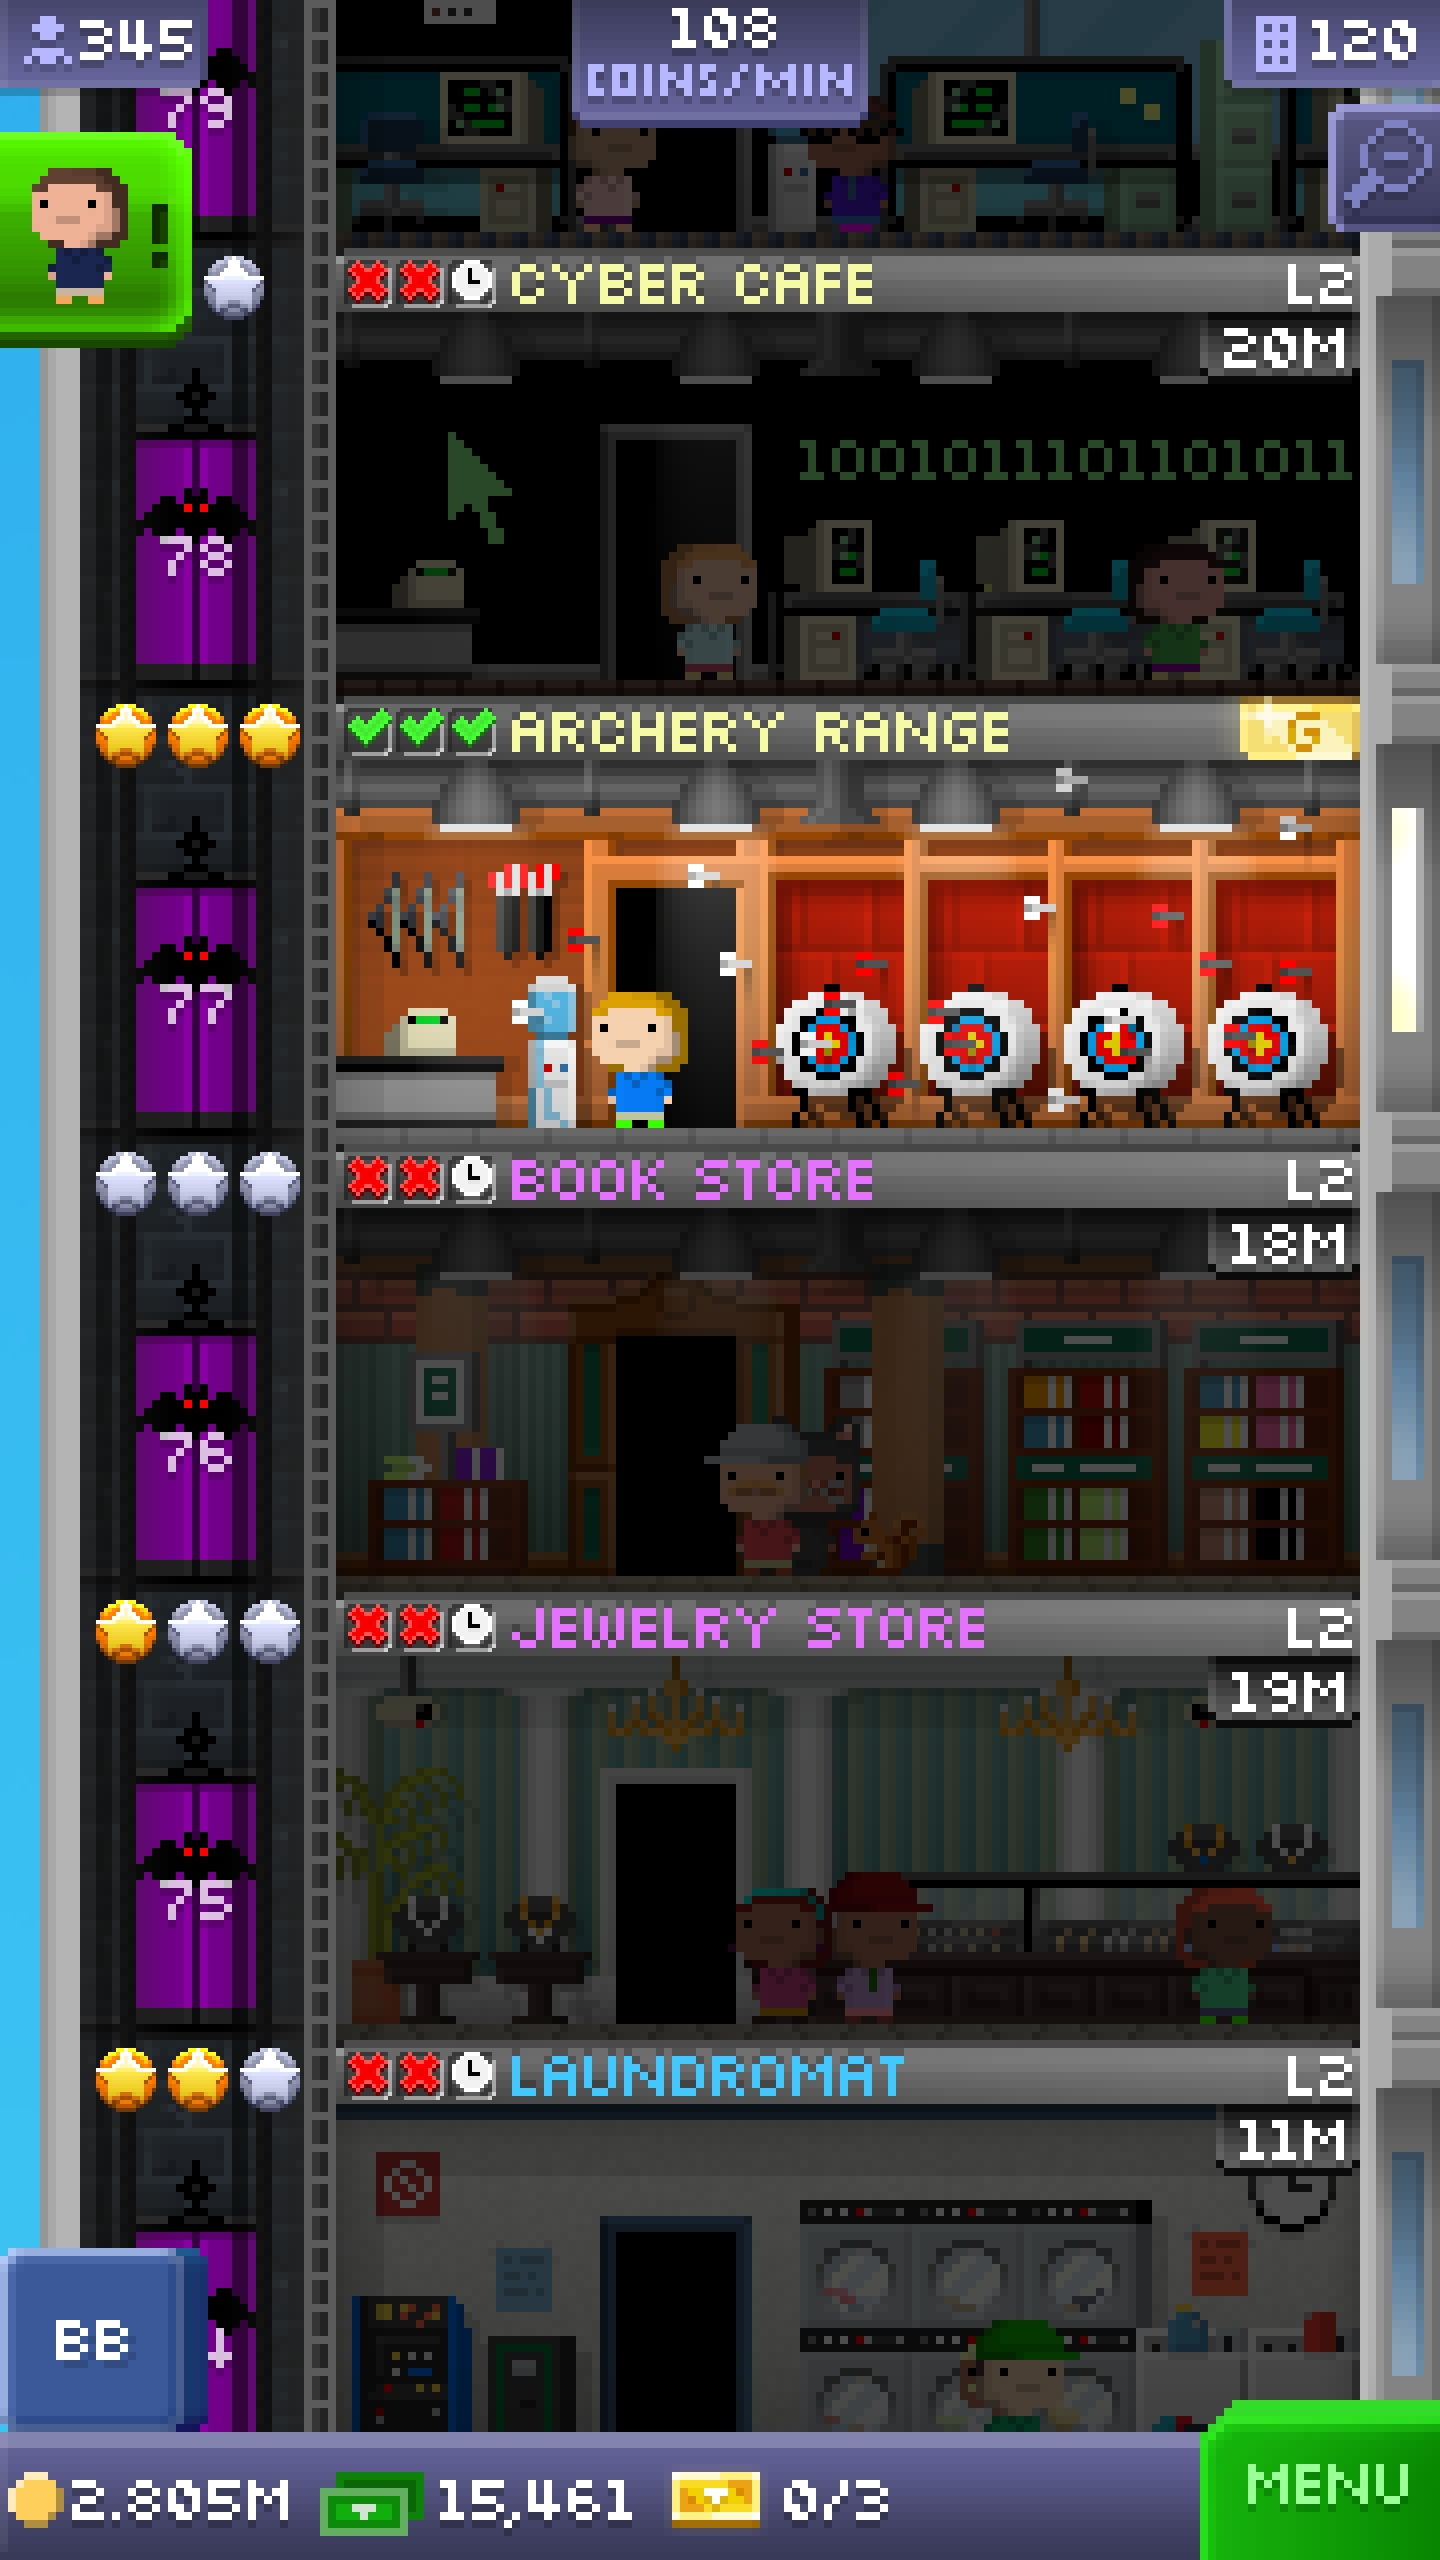 345
108
COINS/MIN
120
79
CYBER CAFE
L2
20M
1001011101101011
78
ARCHERY RANGE
G
77
BOOK STORE
L2
18M
76
JEWELRY STORE
L2
19M
75
LAUNDROMAT
L2
11M
BB
2.805M
15,461
0/3
MENU